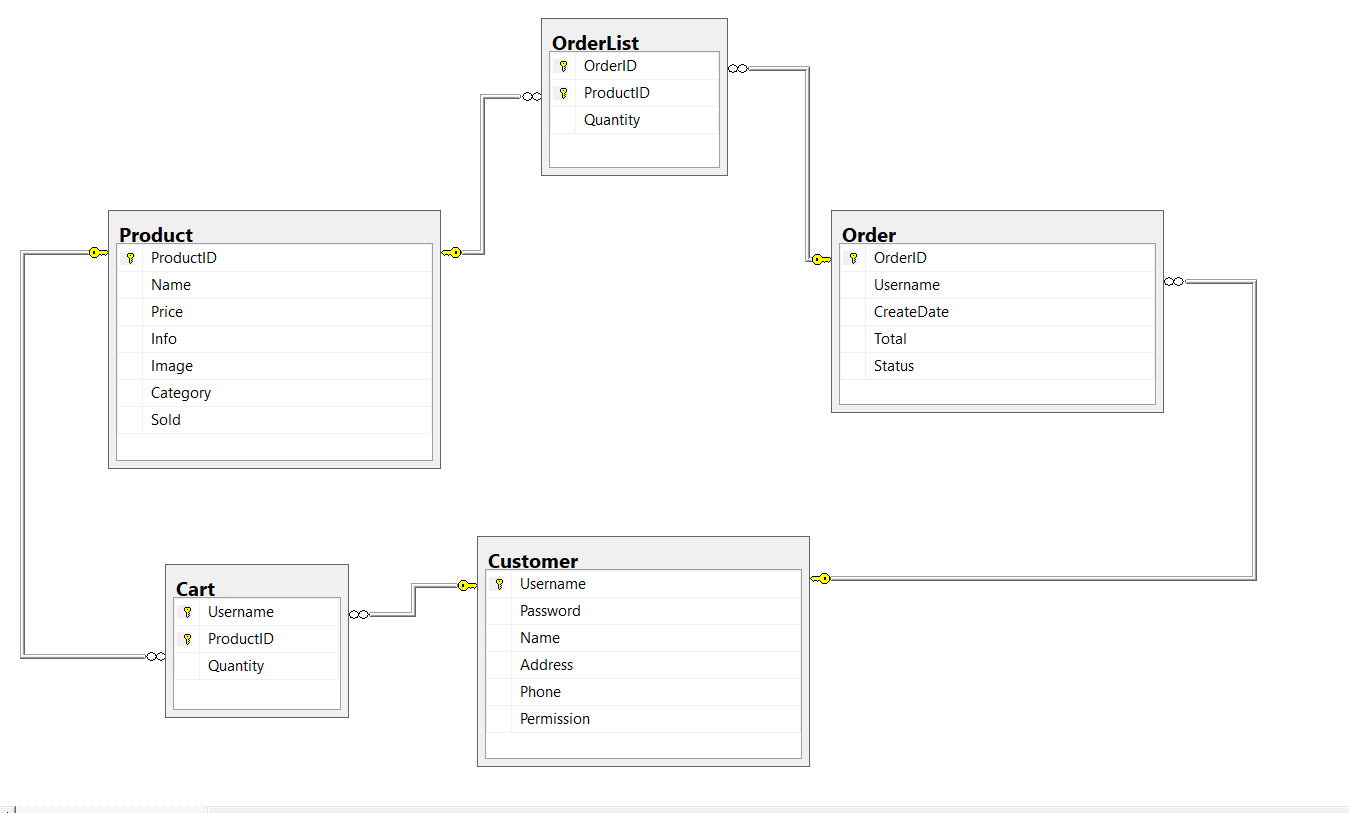 OrderList
OrderID
ProductID
Quantity
Product
ProductID
Name
Price
Info
Image
Category
Sold
Order
OrderID
Username
CreateDate
Total
Status
Cart
Username
ProductID
Quantity
Customer
Username
Password
Name
Address
Phone
Permission